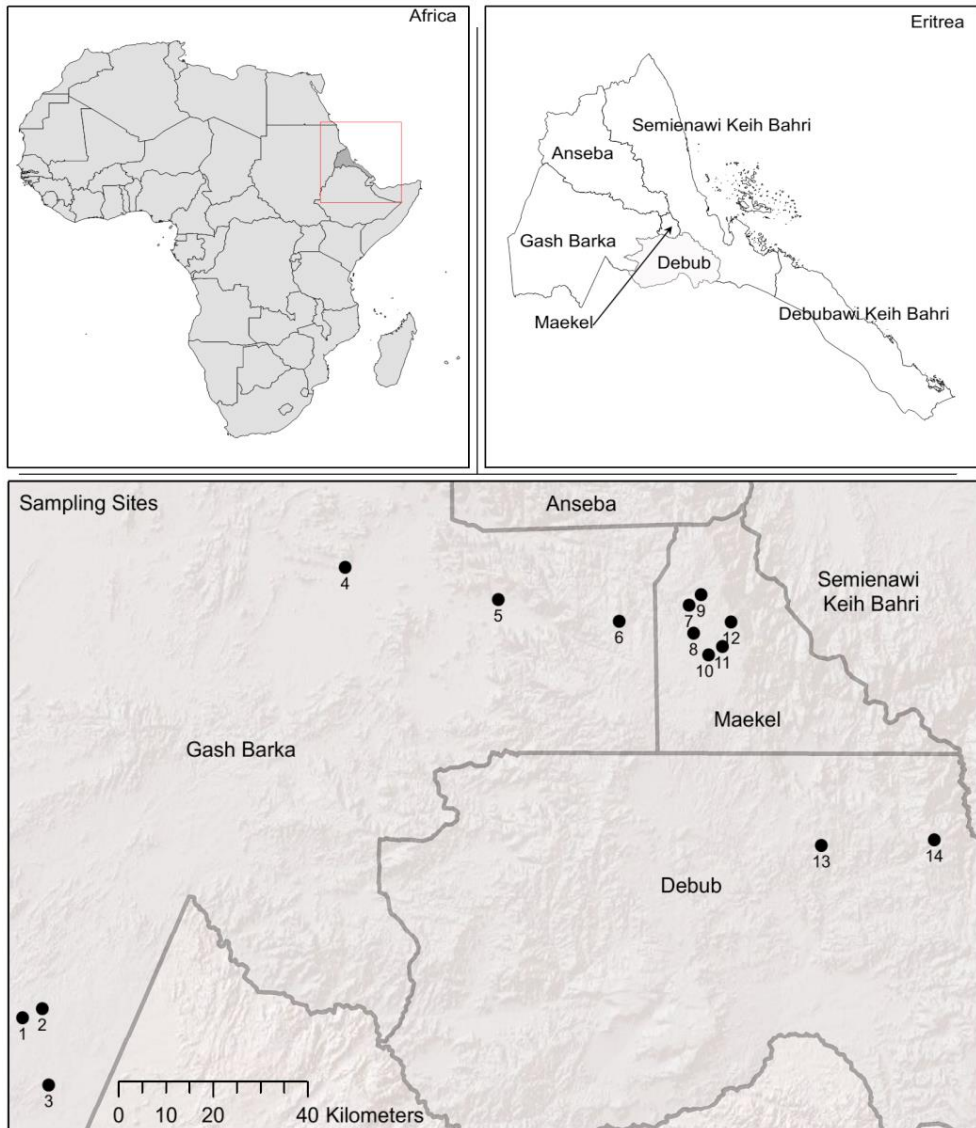 Africa
Eritrea
Semienawi Keih Bahri
Anseba
Gash Barka
Debub
Maekel
Debubawi Keih Bahri
Sampling Sites
Anseba
Semienawi
Keih Bahri
4
5
6
7
9
8
12
11
10
Maekel
Gash Barka
13
14
Debub
2
1
3
0 10 20 40 Kilometers